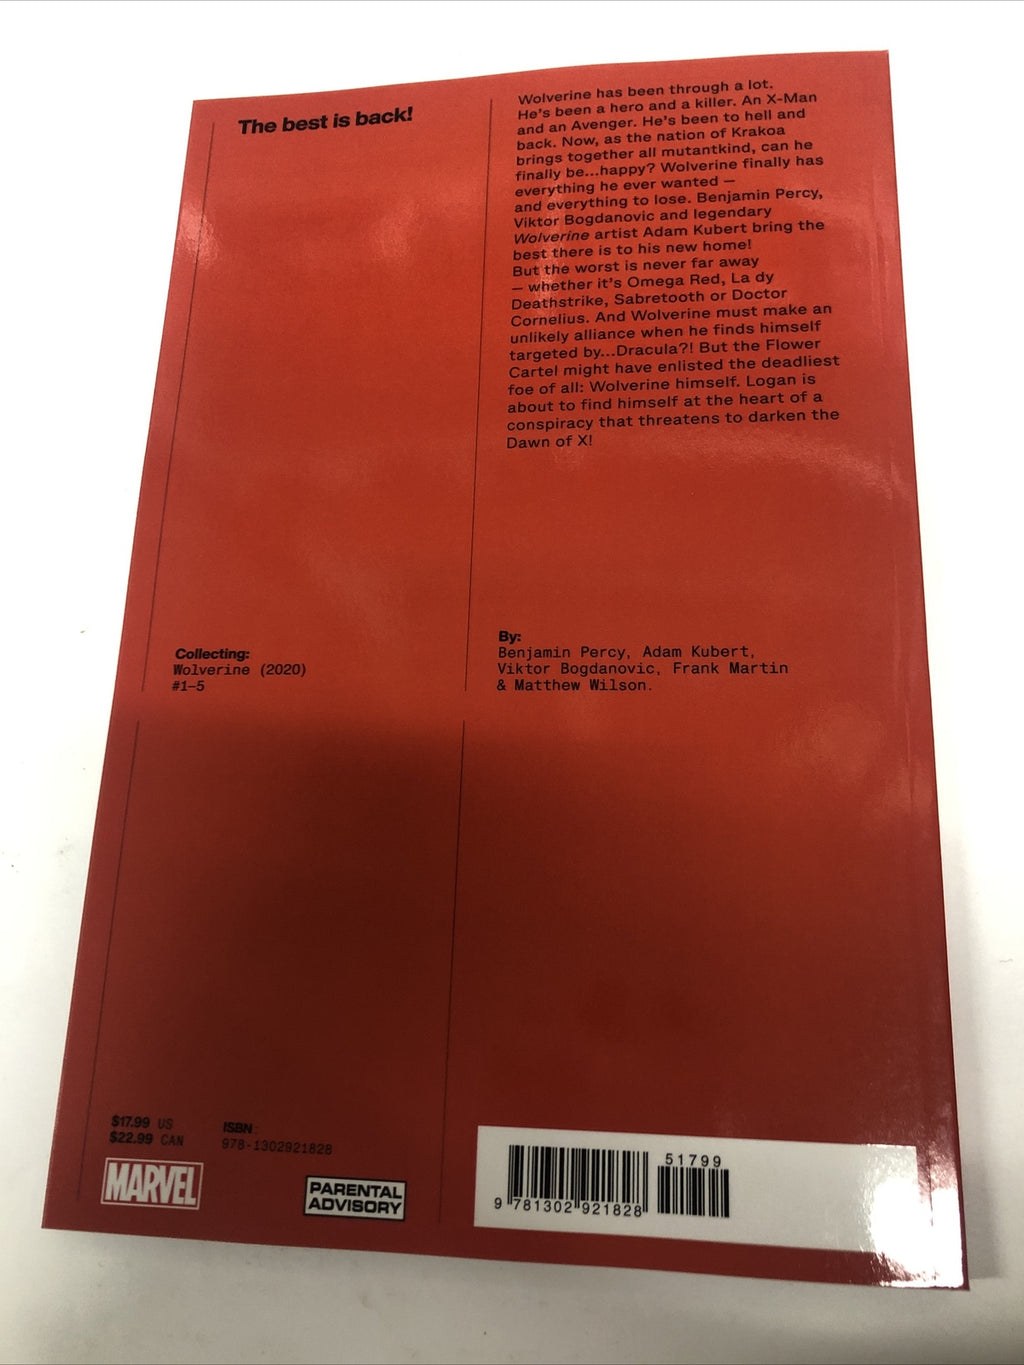 The best is back!
Wolverine has been through a lot.
He's been a hero and a killer. An X-Man
and an Avenger. He's been to hell and
back. Now, as the nation of Krakoa
brings together all mutantkind, can he
finally be...happy? Wolverine finally has
everything he ever wanted —
and everything to lose. Benjamin Percy,
Viktor Bogdanovic and legendary
Wolverine artist Adam Kubert bring the
best there is to his new home!
But the worst is never far away
— whether it's Omega Red, La dy
Deathstrike, Sabretooth or Doctor
Cornelius. And Wolverine must make an
unlikely alliance when he finds himself
targeted by...Dracula?! But the Flower
Cartel might have enlisted the deadliest
foe of all: Wolverine himself. Logan is
about to find himself at the heart of a
conspiracy that threatens to darken the
Dawn of X!
Collecting:
Wolverine (2020)
#1–5
By:
Benjamin Percy, Adam Kubert,
Viktor Bogdanovic, Frank Martin
& Matthew Wilson.
$17.99 US
$22.99 CAN
ISBN:
978-1302921828
MARVEL
PARENTAL
ADVISORY
51799
9 781302 921828